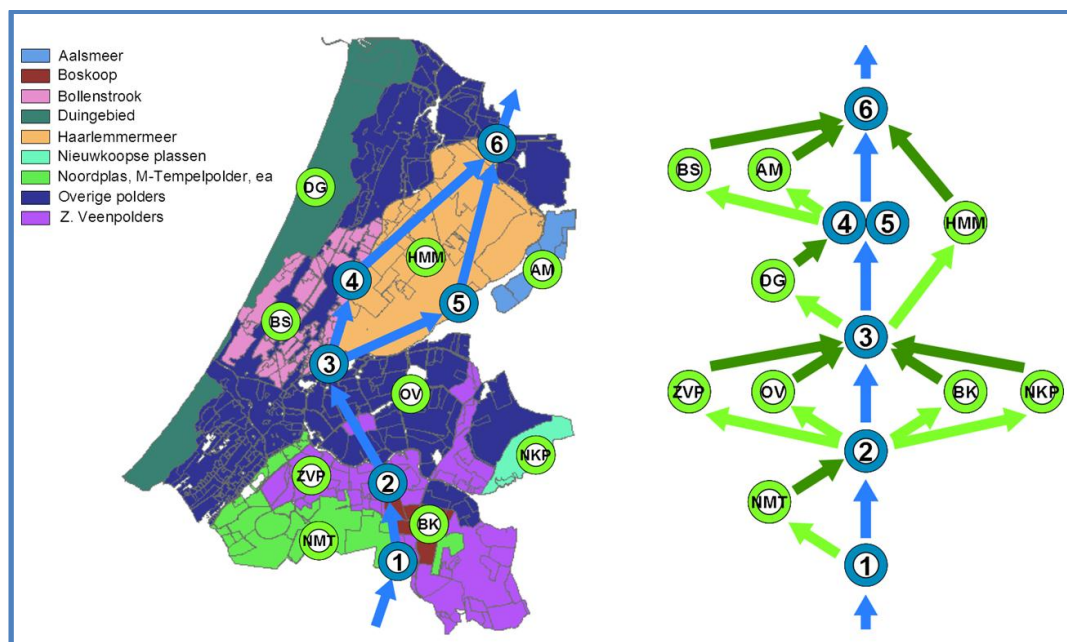 Aalsmeer
Boskoop
Bollenstrook
Duingebied
Haarlemmermeer
Nieuwkoopse plassen
Noordplas, M-Tempelpolder, ea
Overige polders
Z. Veenpolders
6
DG
HMM
AM
4
5
BS
3
OV
NKP
ZVP
2
BK
NMT
1
6
BS
AM
4
5
HMM
DG
3
ZVP
OV
BK
NKP
2
NMT
1